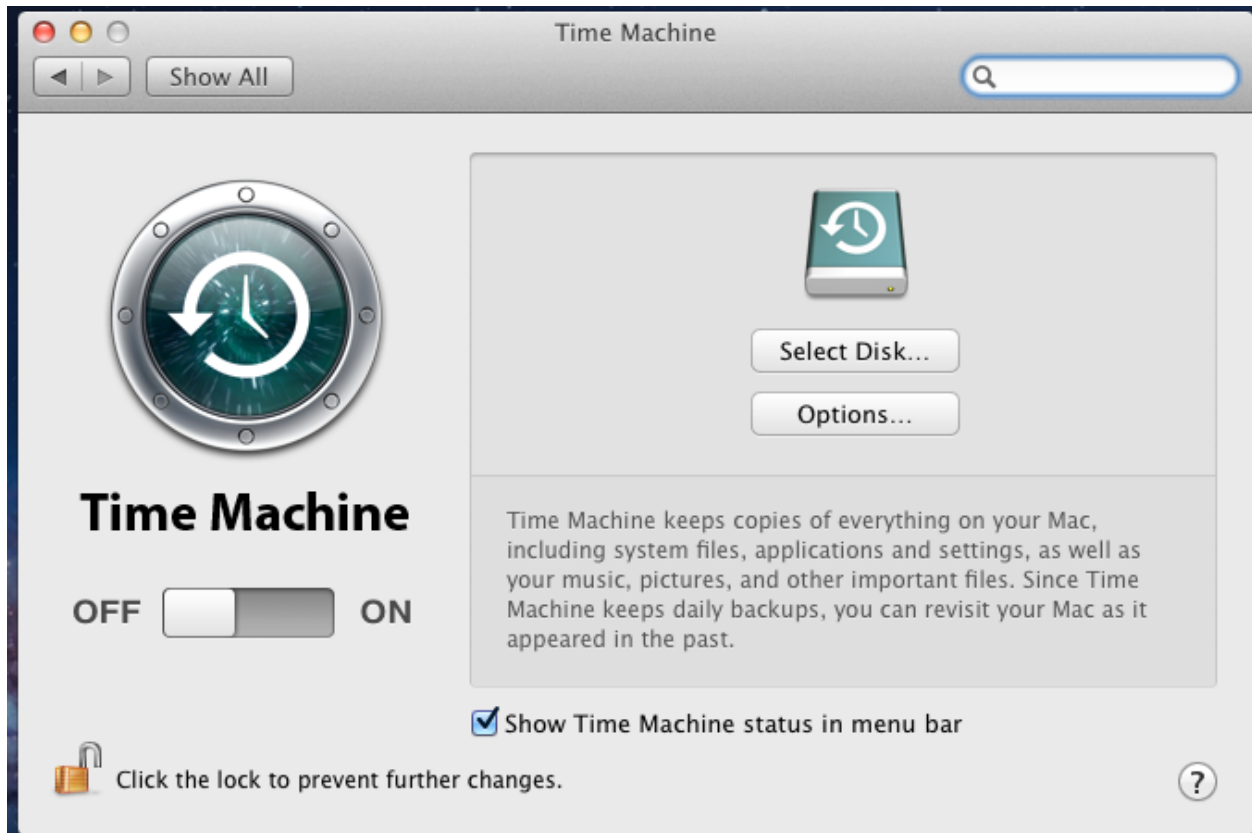 Time Machine
Show All
Select Disk...
Options...
Time Machine
Time Machine keeps copies of everything on your Mac,
including system files, applications and settings, as well as
your music, pictures, and other important files. Since Time
Machine keeps daily backups, you can revisit your Mac as it
appeared in the past.
OFF ON
Show Time Machine status in menu bar
Click the lock to prevent further changes.
?